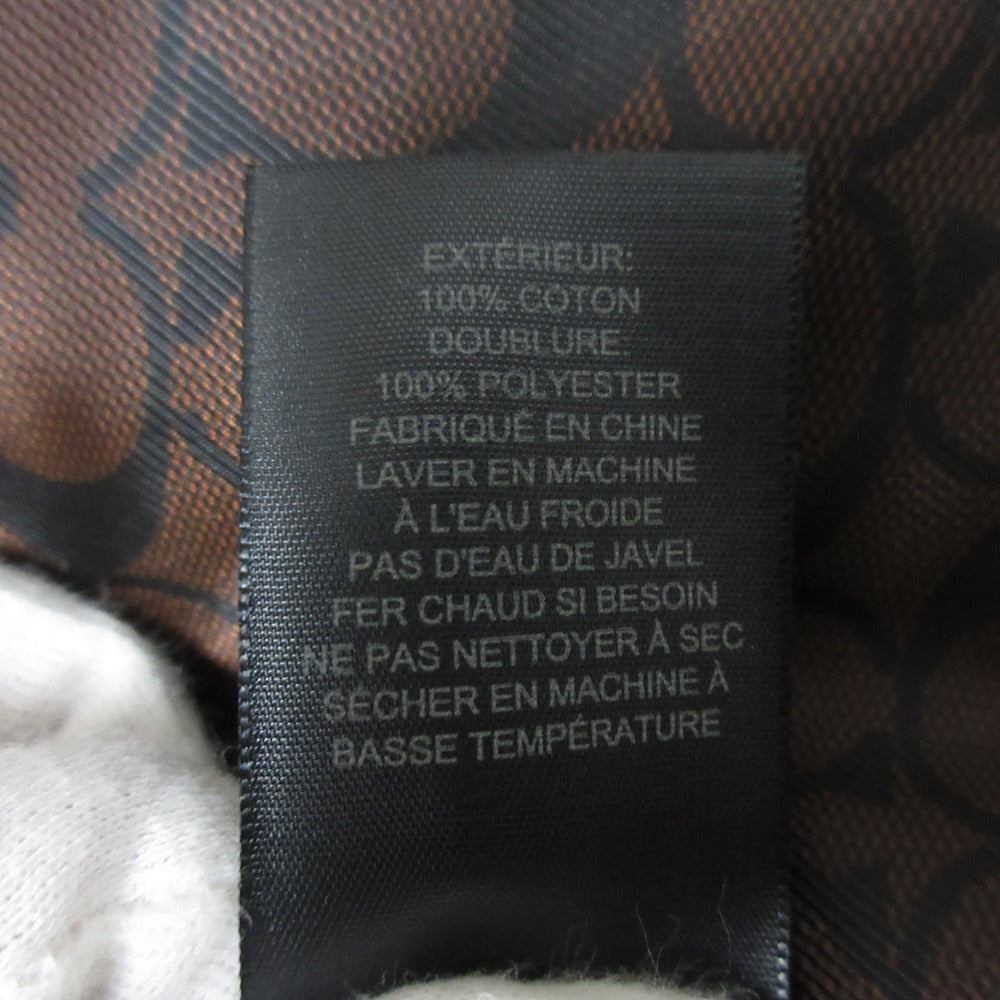 EXTÉRIEUR:
100% COTON
DOUBLURE:
100% POLYESTER
FABRIQUÉ EN CHINE
LAVER EN MACHINE
À L'EAU FROIDE
PAS D'EAU DE JAVEL
FER CHAUD SI BESOIN
NE PAS NETTOYER À SEC
SÉCHER EN MACHINE À
BASSE TEMPÉRATURE